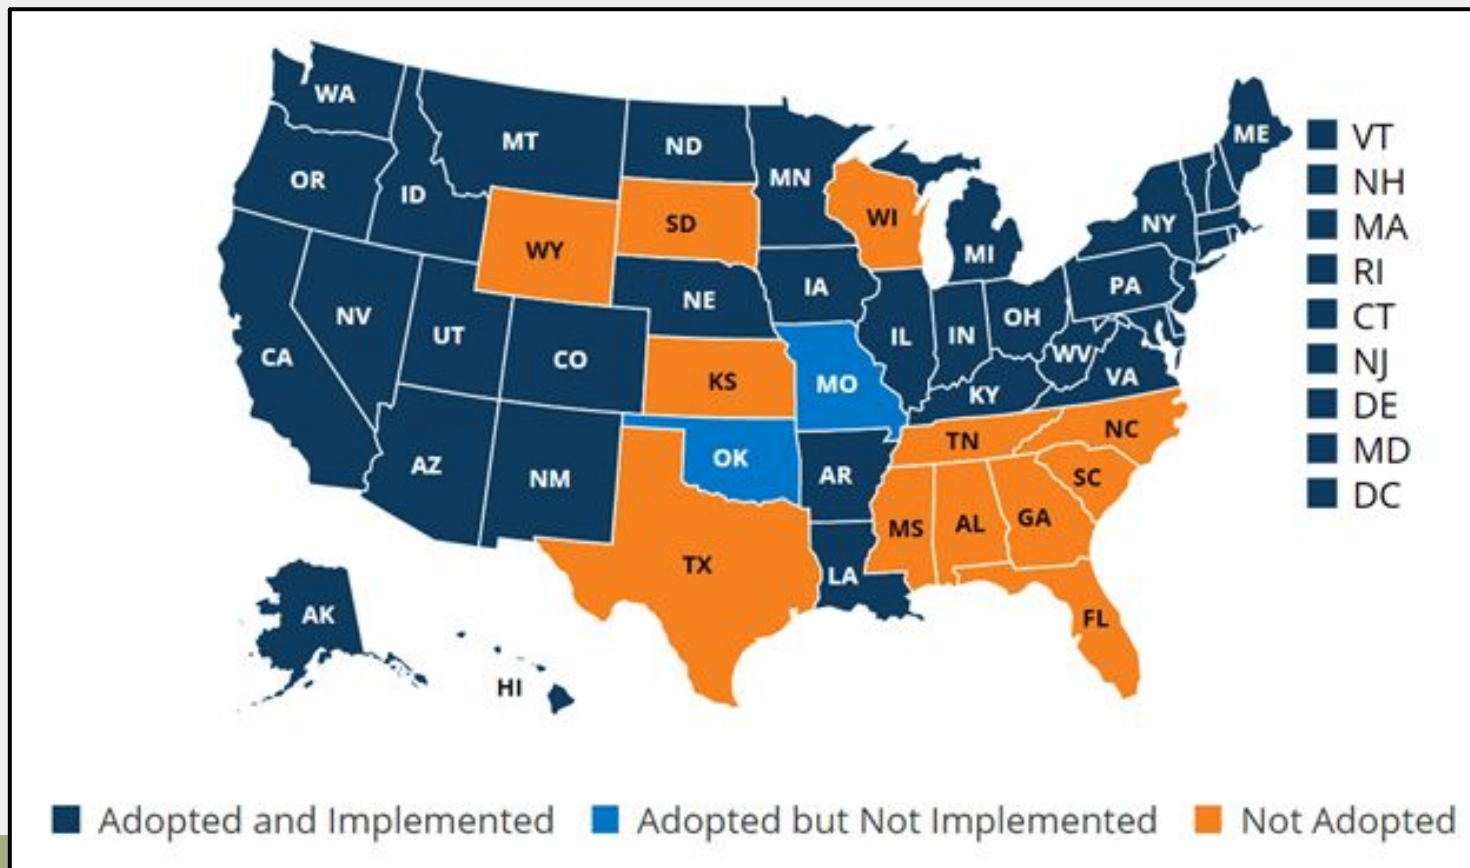 WA
MT
ND
MN
ME
VT
OR
ID
NH
WY
SD
WI
NY
MA
MI
RI
NE
IA
PA
CT
NV
UT
CO
IL
IN
OH
WV
VA
NJ
CA
KS
MO
KY
DE
AZ
NM
OK
AR
TN
NC
MD
SC
DC
TX
MS
AL
GA
LA
FL
AK
HI
Adopted and Implemented
Adopted but Not Implemented
Not Adopted